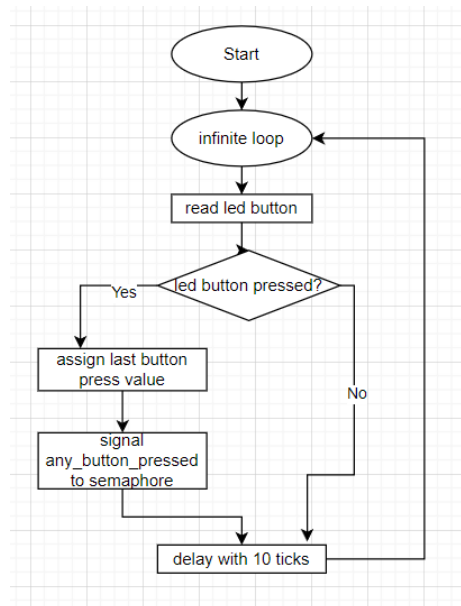 Start
infinite loop
read led button
led button pressed?
Yes
assign last button
press value
No
signal
any_button_pressed
to semaphore
delay with 10 ticks